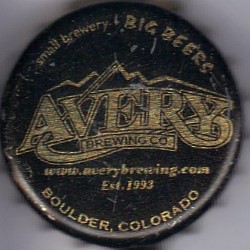 small brewery BIG BEERS
AVERY
BREWING CO.
www.averybrewing.com
Est. 1993
BOULDER, COLORADO